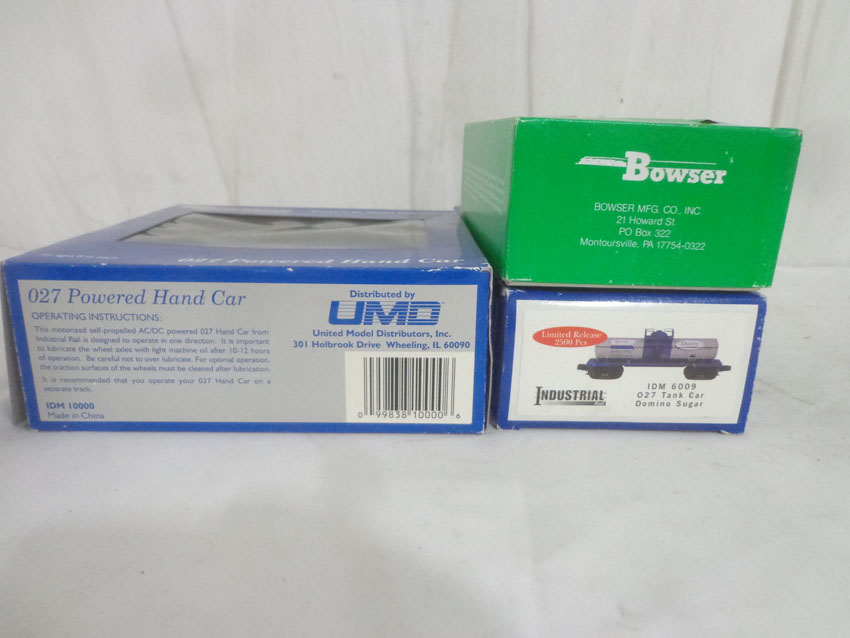 027 Powered Hand Car
027 Powered Hand Car
OPERATING INSTRUCTIONS:
This motorized self-propelled AC/DC powered 027 Hand Car from
Industrial Rail is designed to operate in one direction. It is important
to lubricate the wheel axles with light machine oil after 10-12 hours
of operation. Be careful not to over lubricate. For optimal operation,
the traction surfaces of the wheels must be cleaned after lubrication.
It is recommended that you operate your 027 Hand Car on a
separate track.
IDM 10000
Made in China
Distributed by
UMD
United Model Distributors, Inc.
301 Holbrook Drive Wheeling, IL 60090
0 99838 10000 6
Bowser
BOWSER MFG. CO., INC.
21 Howard St.
PO Box 322
Montoursville, PA 17754-0322
Limited Release
2500 Pcs
Domino
INDUSTRIAL
Rail
IDM 6009
O27 Tank Car
Domino Sugar